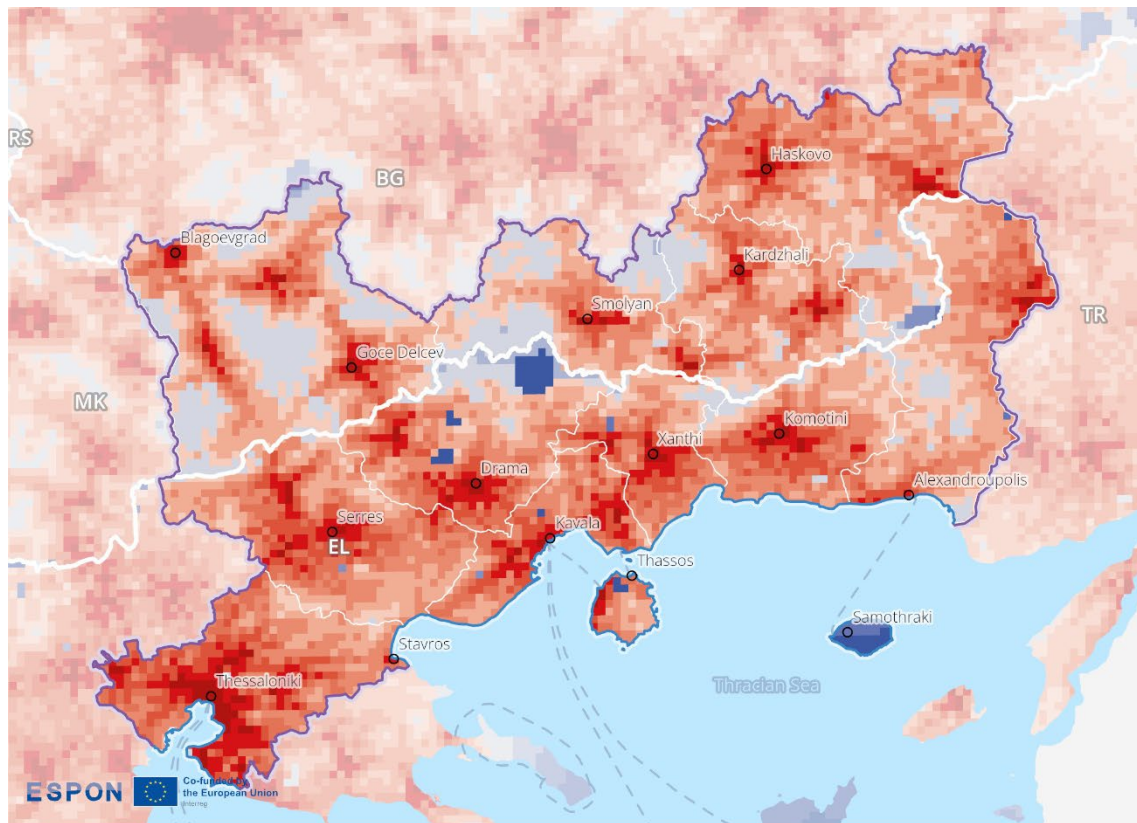 RS
BG
Haskovo
Blagoevgrad
Kardzhali
Smolyan
TR
Goce Delcev
MK
Komotini
Xanthi
Drama
Alexandroupolis
Serres
EL
Kavala
Thassos
Samothraki
Stavros
Thessaloniki
Thracian Sea
ESPON
Co-funded by
the European Union
Interreg